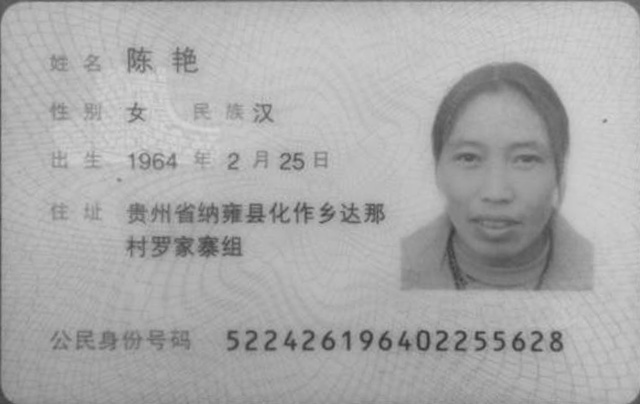 姓名 陈艳
性别 女 民族 汉
出生 1964 年 2 月 25 日
住址 贵州省纳雍县化作乡达那
村罗家寨组
公民身份号码 522426196402255628